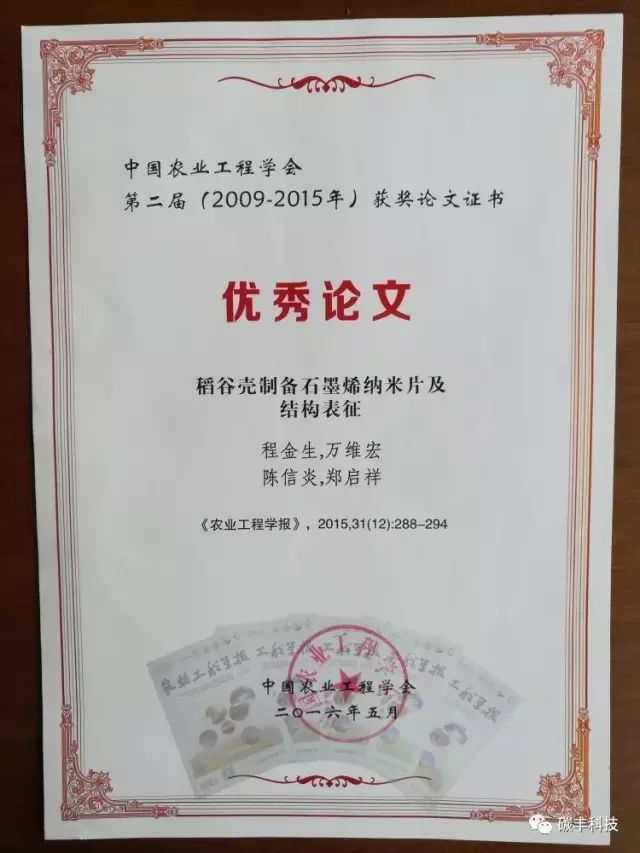 中国农业工程学会
第二届（2009-2015年）获奖论文证书
优秀论文
稻谷壳制备石墨烯纳米片及
结构表征
程金生,万维宏
陈信炎,郑启祥
《农业工程学报》，2015,31(12):288-294
中国农业工程学会
二〇一六年五月
碳丰科技